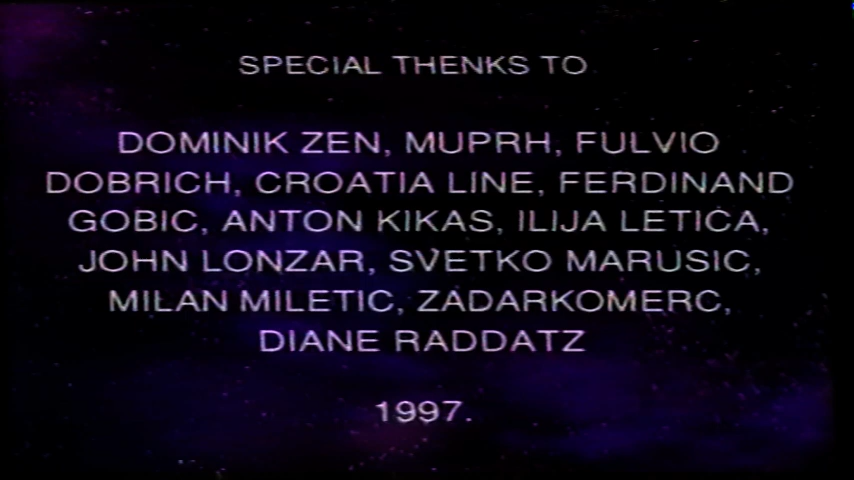 SPECIAL THENKS TO
DOMINIK ZEN, MUPRH, FULVIO
DOBRICH, CROATIA LINE, FERDINAND
GOBIC, ANTON KIKAS, ILIJA LETICA,
JOHN LONZAR, SVETKO MARUSIC,
MILAN MILETIC, ZADARKOMERC,
DIANE RADDATZ
1997.